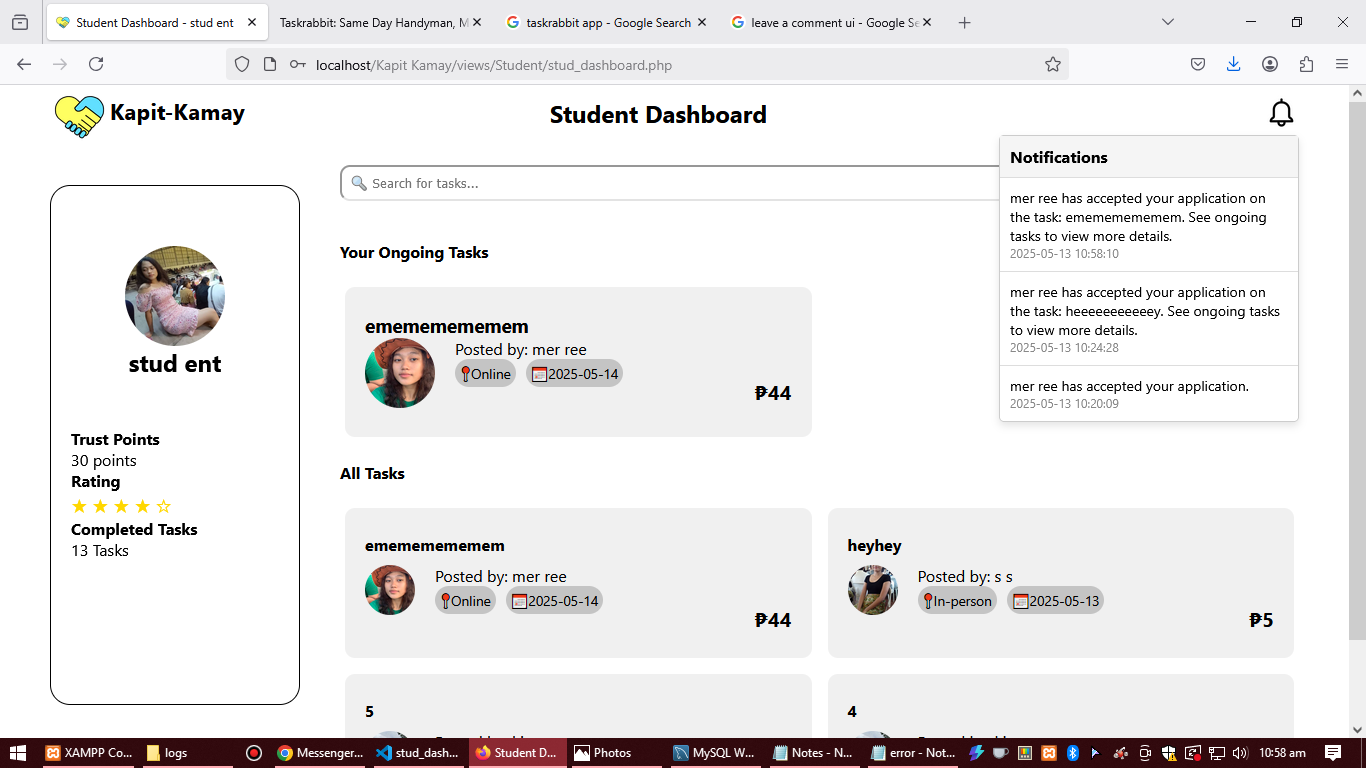 Student Dashboard - stud ent
Taskrabbit: Same Day Handyman, M
taskrabbit app - Google Search
leave a comment ui - Google Se
localhost/Kapit Kamay/views/Student/stud_dashboard.php
Kapit-Kamay
Student Dashboard
Search for tasks...
Notifications
mer ree has accepted your application on
the task: emememememem. See ongoing
tasks to view more details.
2025-05-13 10:58:10
mer ree has accepted your application on
the task: heeeeeeeeeey. See ongoing tasks
to view more details.
2025-05-13 10:24:28
mer ree has accepted your application.
2025-05-13 10:20:09
stud ent
Trust Points
30 points
Rating
★ ★ ★ ★ ☆
Completed Tasks
13 Tasks
Your Ongoing Tasks
emememememem
Posted by: mer ree
Online 2025-05-14
₱44
All Tasks
emememememem
Posted by: mer ree
Online 2025-05-14
₱44
heyhey
Posted by: s s
In-person 2025-05-13
₱5
5
4
XAMPP Co...
logs
Messenger...
stud_dash...
Student D...
Photos
MySQL W...
Notes - N...
error - Not...
10:58 am